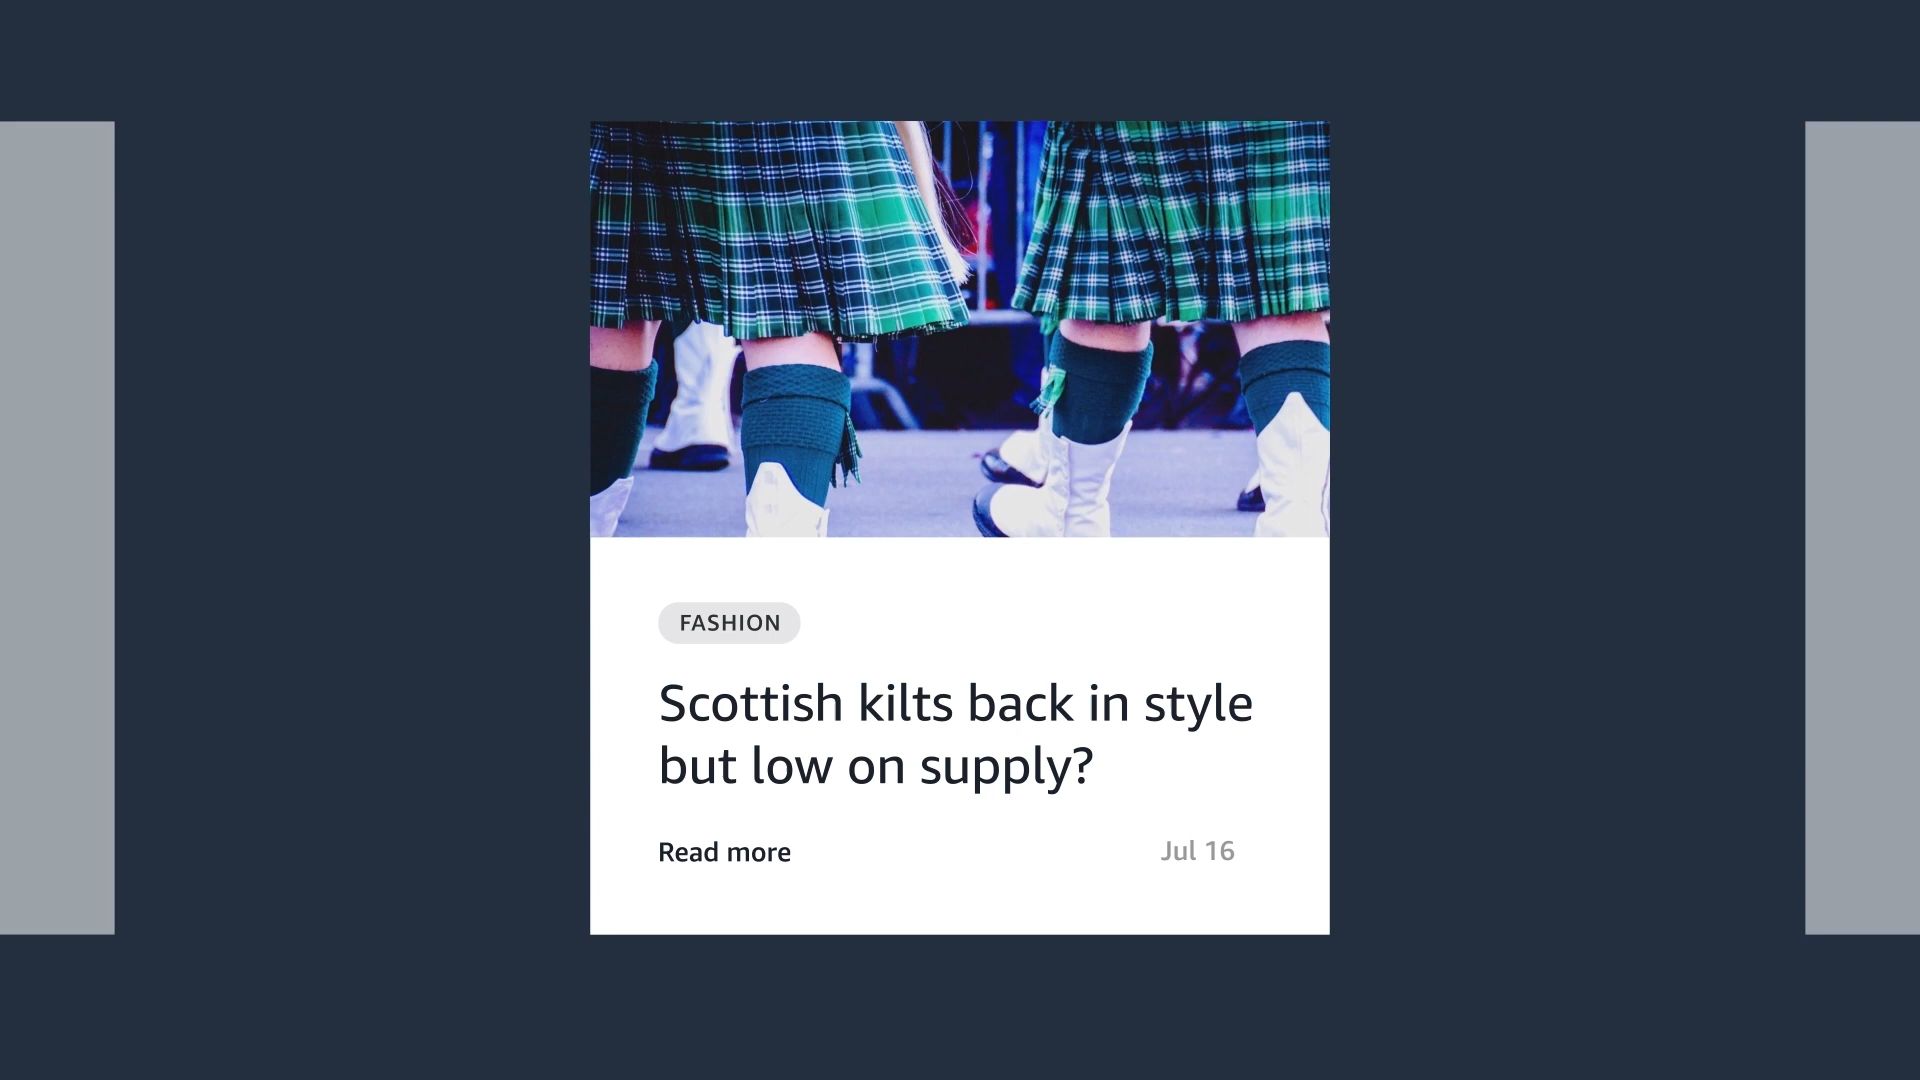 FASHION
Scottish kilts back in style
but low on supply?
Read more
Jul 16